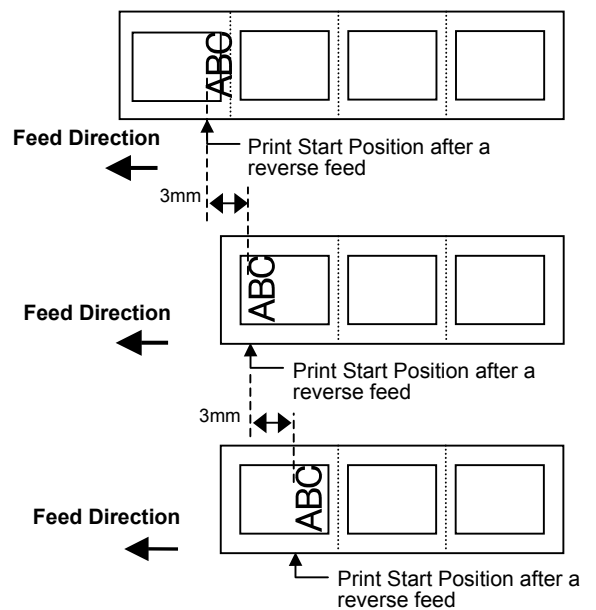 ABC
Feed Direction
Print Start Position after a
reverse feed
3mm
ABC
Feed Direction
Print Start Position after a
reverse feed
3mm
ABC
Feed Direction
Print Start Position after a
reverse feed